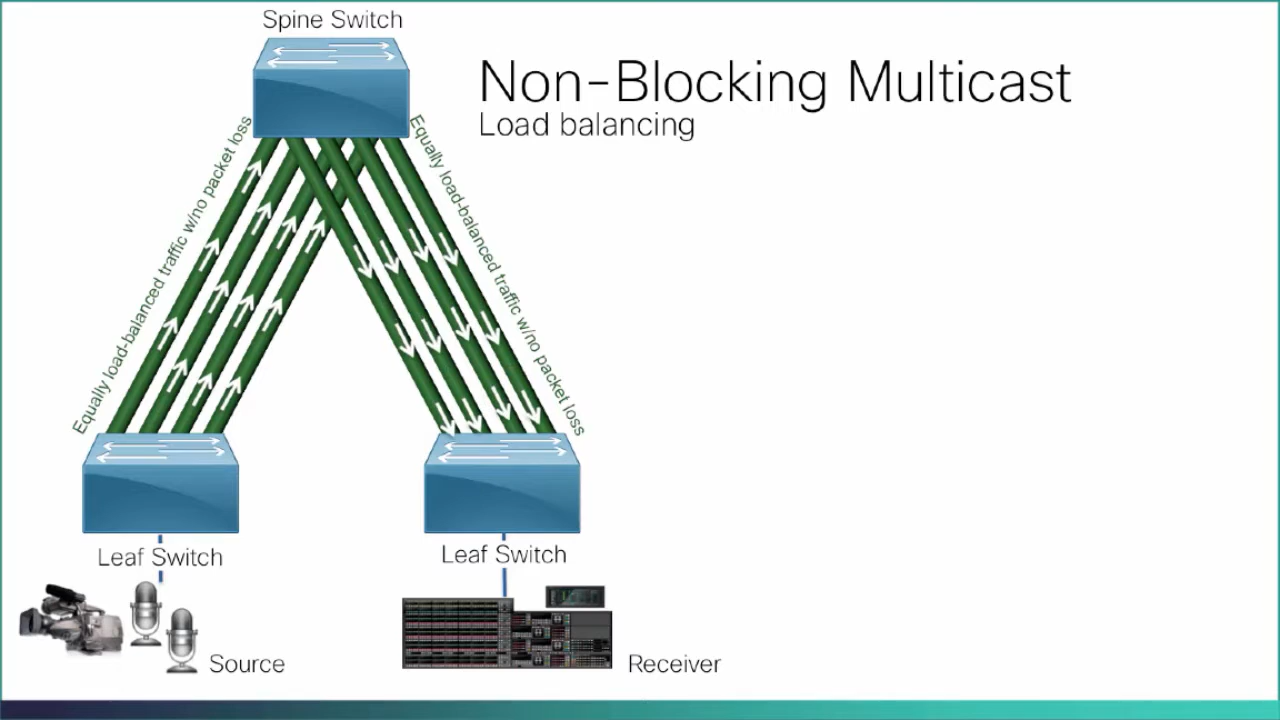 Spine Switch
Non-Blocking Multicast
Load balancing
Equally load-balanced traffic w/no packet loss
Equally load-balanced traffic w/no packet loss
Leaf Switch
Leaf Switch
Source
Receiver